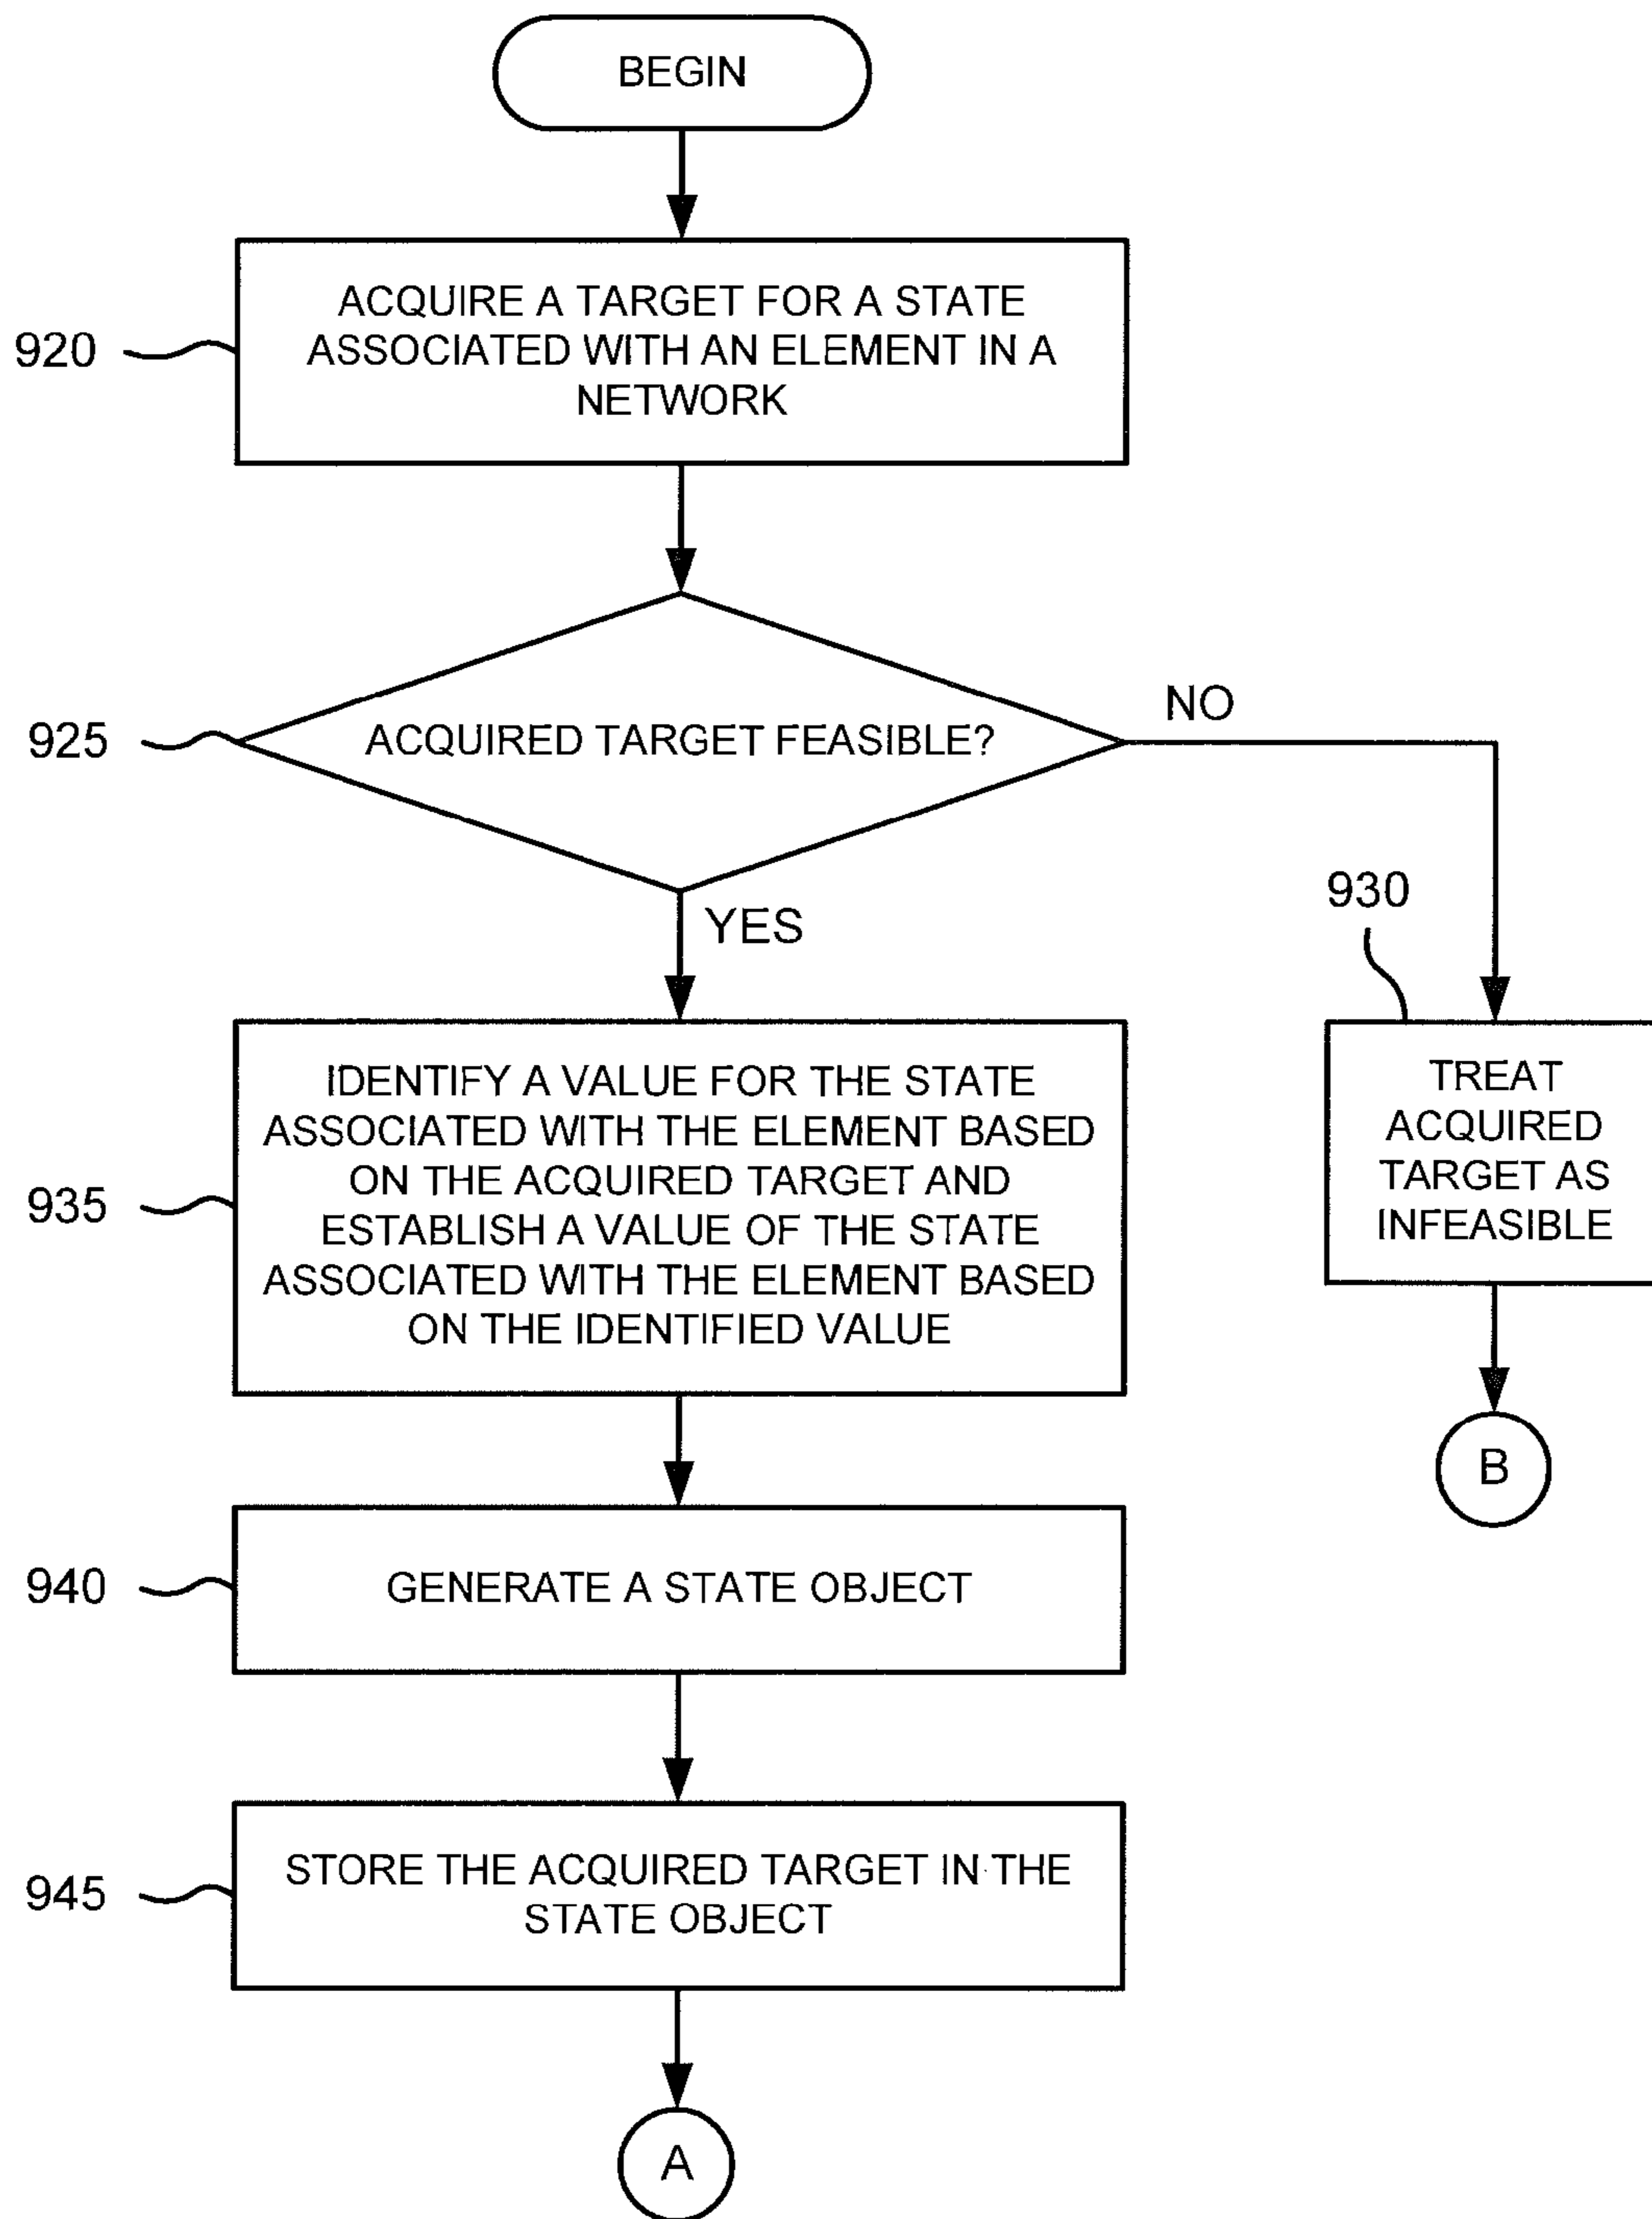 BEGIN
920
ACQUIRE A TARGET FOR A STATE
ASSOCIATED WITH AN ELEMENT IN A
NETWORK
925
ACQUIRED TARGET FEASIBLE?
NO
YES
930
TREAT
ACQUIRED
TARGET AS
INFEASIBLE
B
935
IDENTIFY A VALUE FOR THE STATE
ASSOCIATED WITH THE ELEMENT BASED
ON THE ACQUIRED TARGET AND
ESTABLISH A VALUE OF THE STATE
ASSOCIATED WITH THE ELEMENT BASED
ON THE IDENTIFIED VALUE
940
GENERATE A STATE OBJECT
945
STORE THE ACQUIRED TARGET IN THE
STATE OBJECT
A